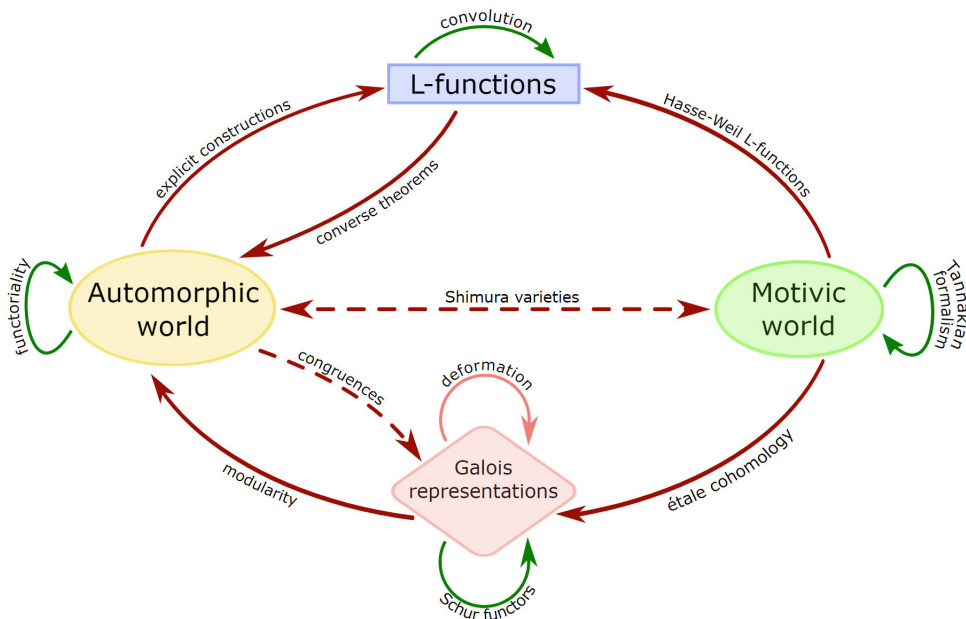 convolution
L-functions
explicit constructions
Hasse-Weil L-functions
converse theorems
functoriality
Automorphic
world
Shimura varieties
Motivic
world
Tannakian
formalism
congruences
deformation
Galois
representations
modularity
étale cohomology
Schur functors